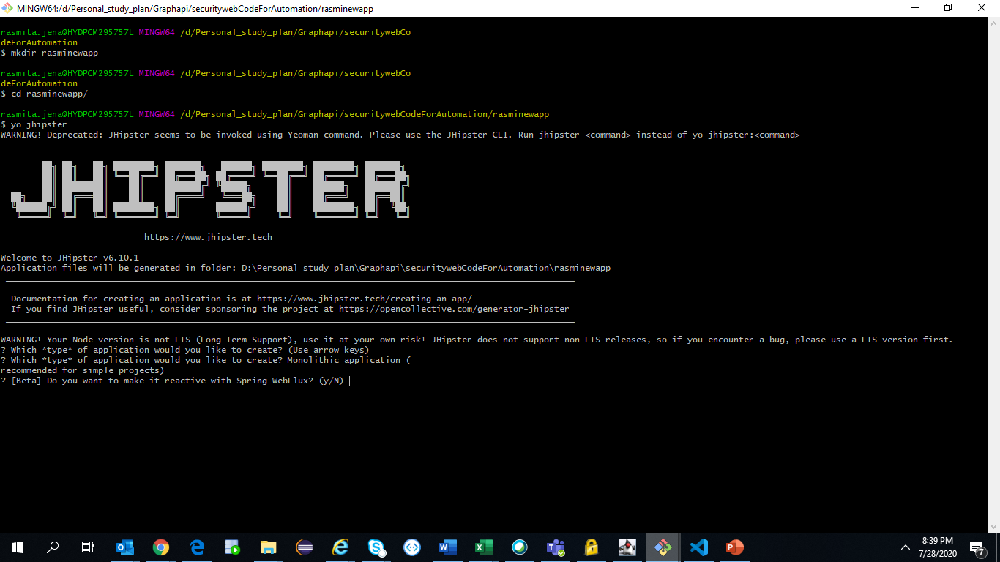 MINGW64:/d/Personal_study_plan/Graphapi/securitywebCodeForAutomation/rasminewapp
rasmita.jena@HYDPCM295757L MINGW64 /d/Personal_study_plan/Graphapi/securitywebCo
deForAutomation
$ mkdir rasminewapp
rasmita.jena@HYDPCM295757L MINGW64 /d/Personal_study_plan/Graphapi/securitywebCo
deForAutomation
$ cd rasminewapp/
rasmita.jena@HYDPCM295757L MINGW64 /d/Personal_study_plan/Graphapi/securitywebCodeForAutomation/rasminewapp
$ yo jhipster
WARNING! Deprecated: JHipster seems to be invoked using Yeoman command. Please use the JHipster CLI. Run jhipster <command> instead of yo jhipster:<command>
JHIPSTER
https://www.jhipster.tech
Welcome to JHipster v6.10.1
Application files will be generated in folder: D:\Personal_study_plan\Graphapi\securitywebCodeForAutomation\rasminewapp
Documentation for creating an application is at https://www.jhipster.tech/creating-an-app/
If you find JHipster useful, consider sponsoring the project at https://opencollective.com/generator-jhipster
WARNING! Your Node version is not LTS (Long Term Support), use it at your own risk! JHipster does not support non-LTS releases, so if you encounter a bug, please use a LTS version first.
? Which *type* of application would you like to create? (Use arrow keys)
? Which *type* of application would you like to create? Monolithic application (
recommended for simple projects)
? [Beta] Do you want to make it reactive with Spring WebFlux? (y/N)
8:39 PM
7/28/2020
7